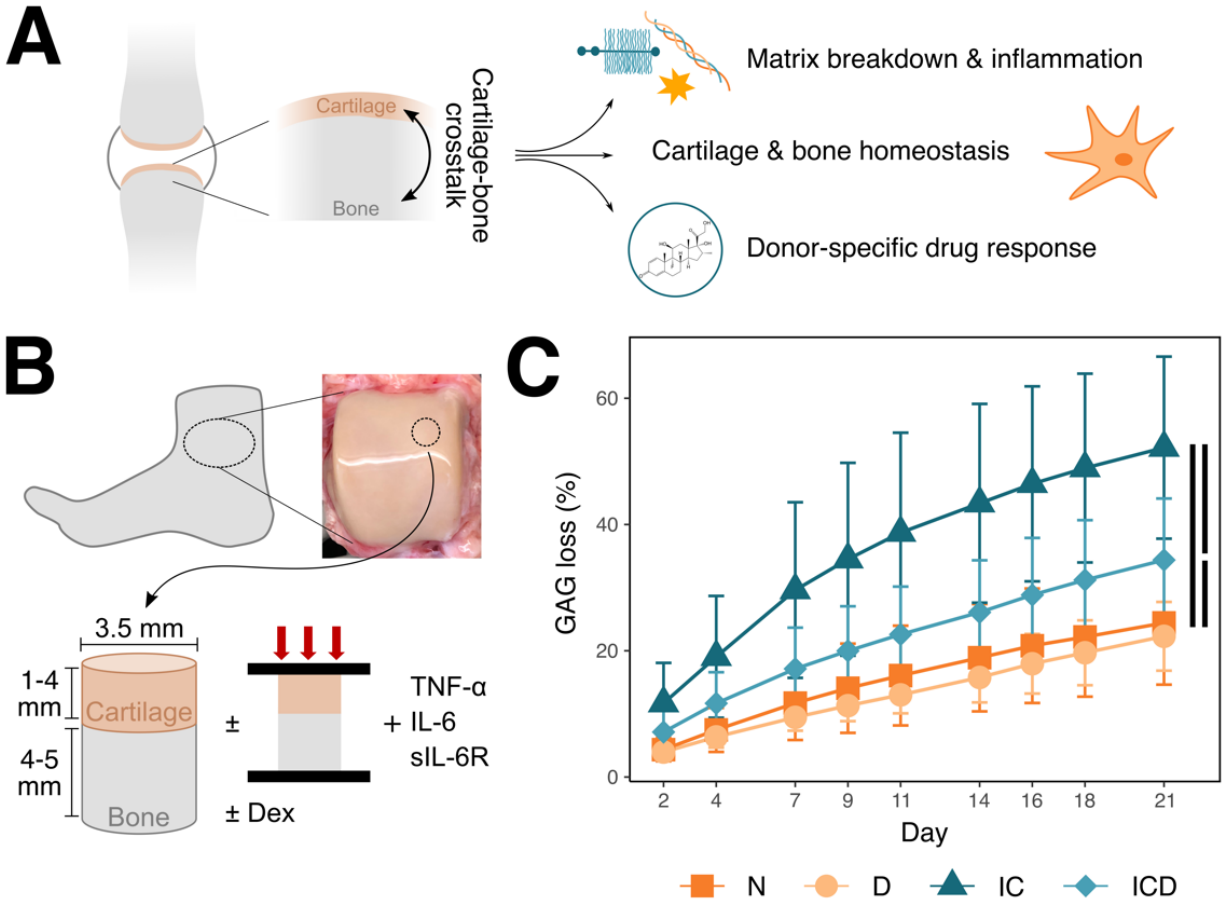 A
Cartilage
Bone
Cartilage-bone
crosstalk
Matrix breakdown & inflammation
Cartilage & bone homeostasis
Donor-specific drug response
B
3.5 mm
1-4
mm
Cartilage
4-5
mm
Bone
±
± Dex
+
TNF-α
IL-6
sIL-6R
C
GAG loss (%)
60
40
20
0
2 4 7 9 11 14 16 18 21
Day
N D IC ICD